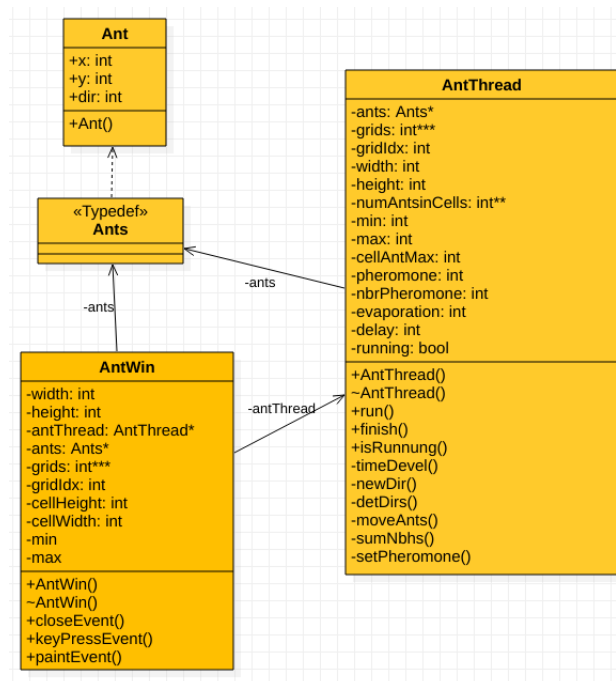 Ant
+x: int
+y: int
+dir: int
+Ant()
«Typedef»
Ants
-ants
-ants
AntWin
-width: int
-height: int
-antThread: AntThread*
-ants: Ants*
-grids: int***
-gridIdx: int
-cellHeight: int
-cellWidth: int
-min
-max
+AntWin()
~AntWin()
+closeEvent()
+keyPressEvent()
+paintEvent()
-antThread
AntThread
-ants: Ants*
-grids: int***
-gridIdx: int
-width: int
-height: int
-numAntsinCells: int**
-min: int
-max: int
-cellAntMax: int
-pheromone: int
-nbrPheromone: int
-evaporation: int
-delay: int
-running: bool
+AntThread()
~AntThread()
+run()
+finish()
+isRunnung()
-timeDevel()
-newDir()
-detDirs()
-moveAnts()
-sumNbhs()
-setPheromone()